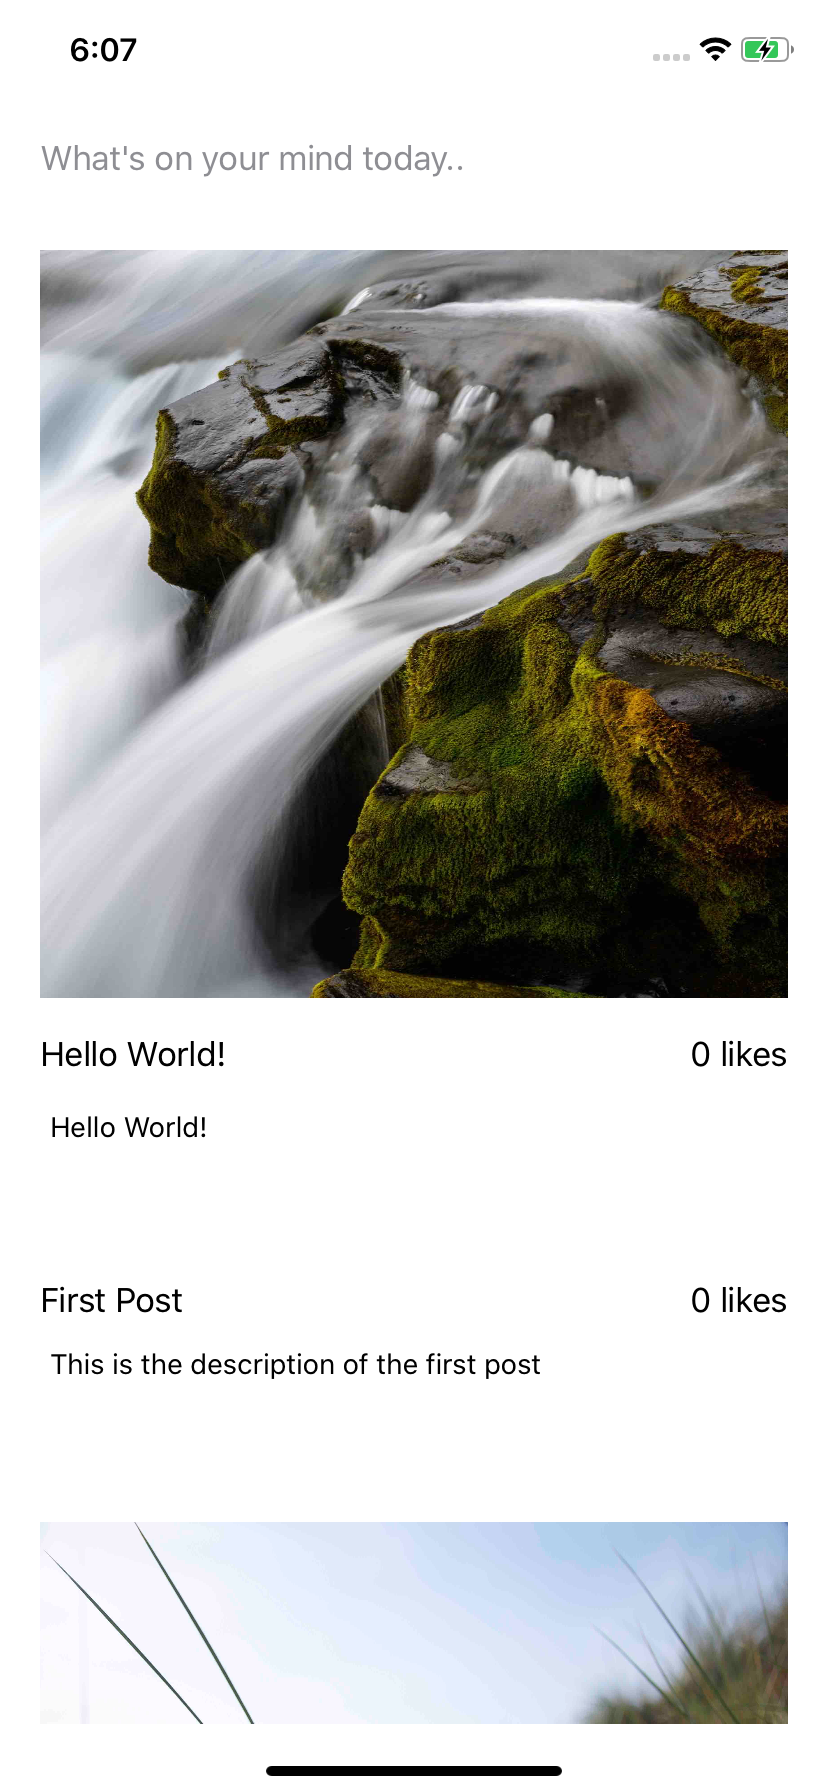 6:07
What's on your mind today..
Hello World! 0 likes
Hello World!
First Post 0 likes
This is the description of the first post